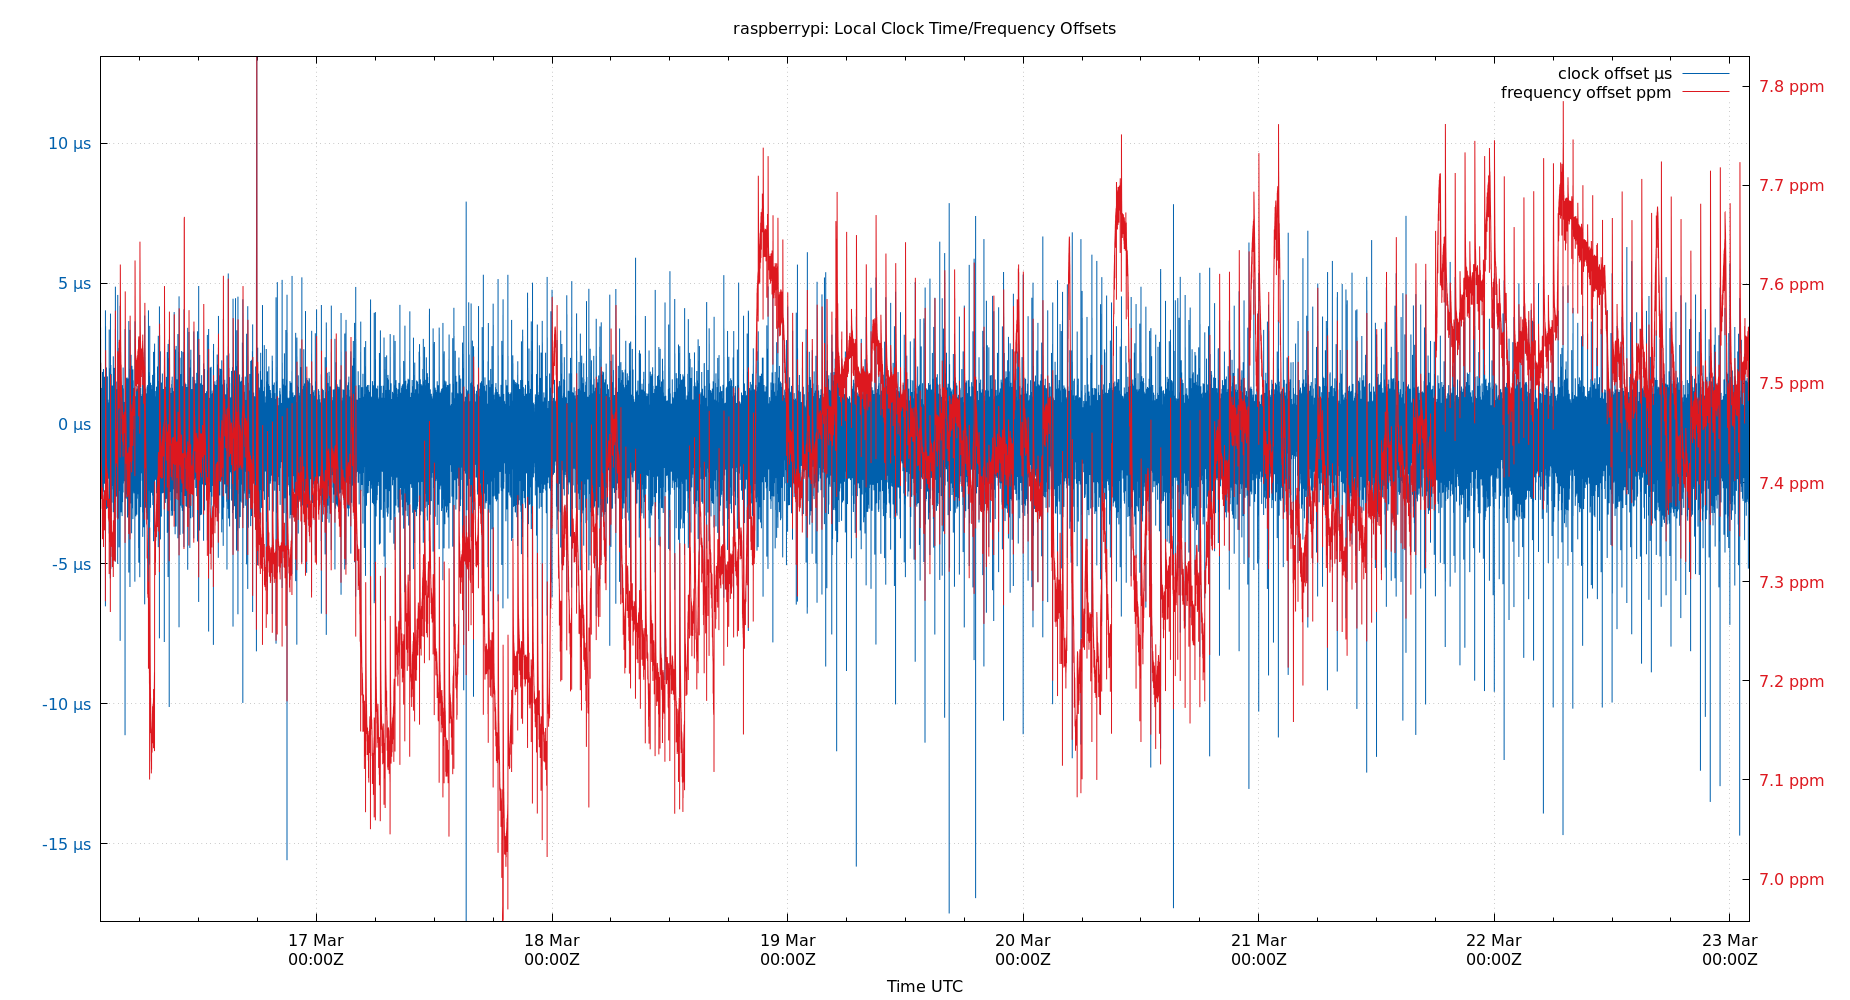 raspberrypi: Local Clock Time/Frequency Offsets
clock offset µs
frequency offset ppm
10 µs
5 µs
0 µs
-5 µs
-10 µs
-15 µs
7.8 ppm
7.7 ppm
7.6 ppm
7.5 ppm
7.4 ppm
7.3 ppm
7.2 ppm
7.1 ppm
7.0 ppm
17 Mar 18 Mar 19 Mar 20 Mar 21 Mar 22 Mar 23 Mar
00:00Z 00:00Z 00:00Z 00:00Z 00:00Z 00:00Z 00:00Z
Time UTC